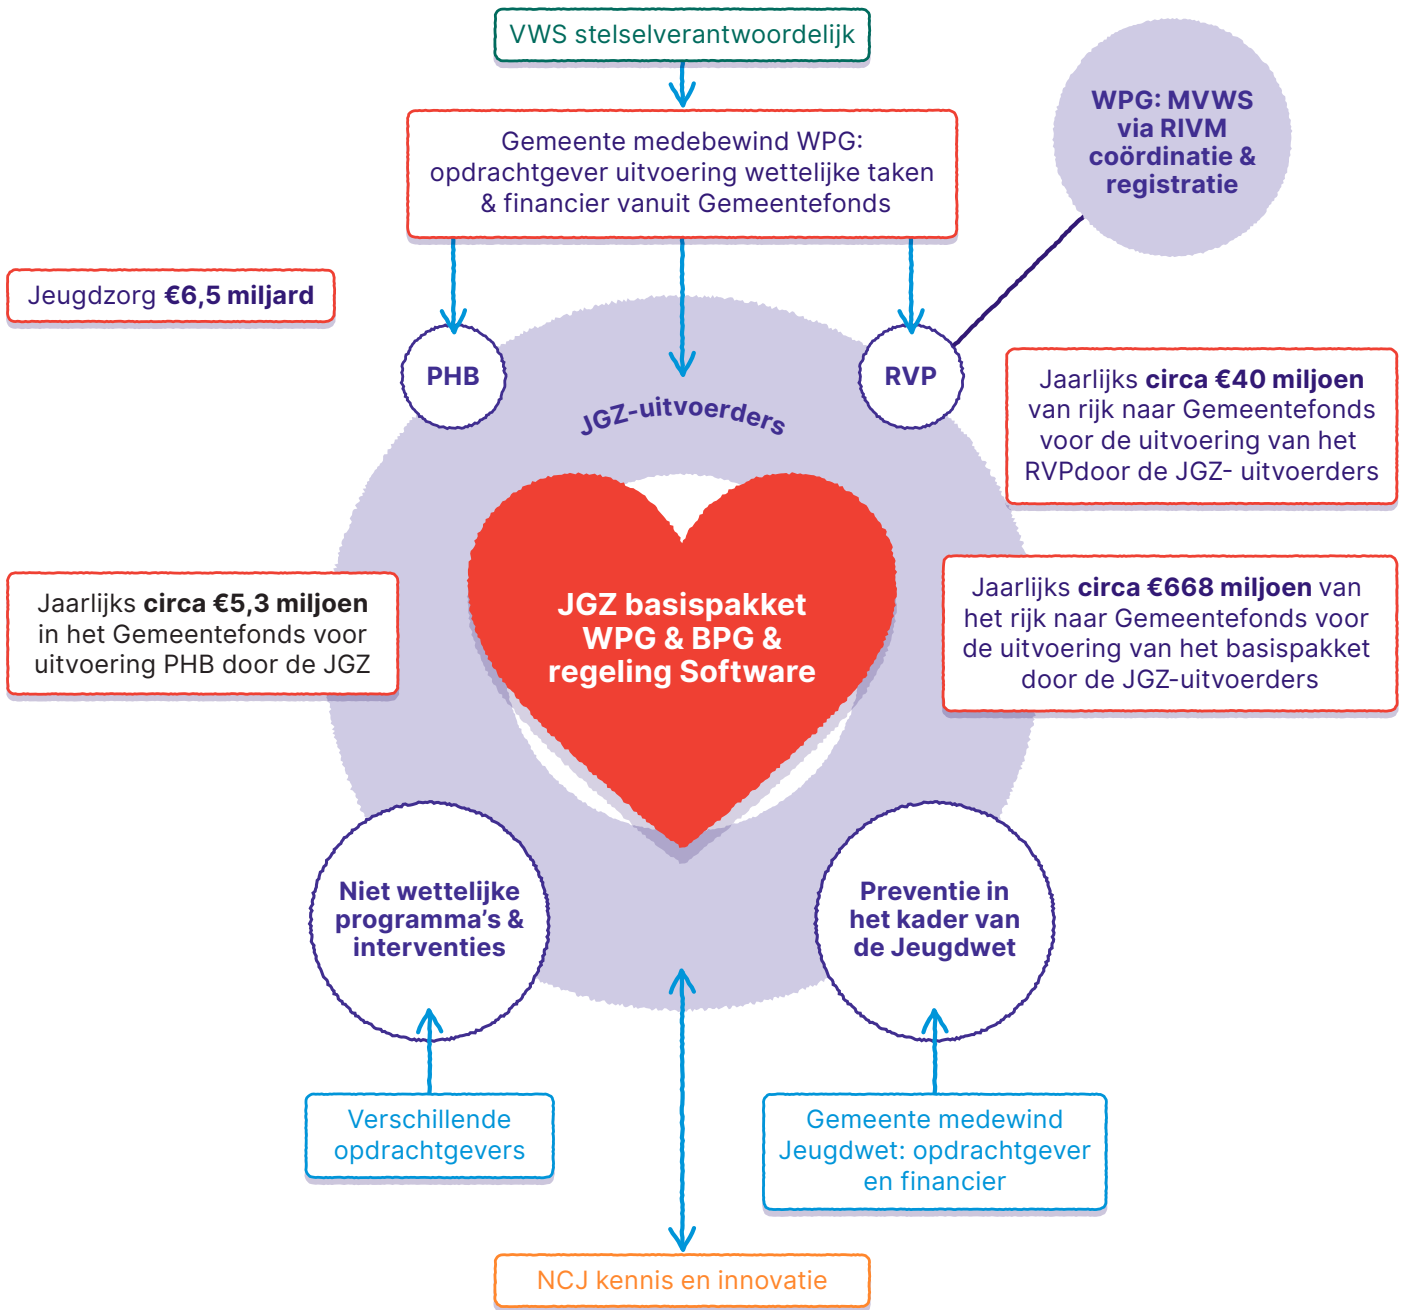 VWS stelselverantwoordelijk
WPG: MVWS
via RIVM
coördinatie &
registratie
Gemeente medebewind WPG:
opdrachtgever uitvoering wettelijke taken
& financier vanuit Gemeentefonds
Jeugdzorg €6,5 miljard
PHB
RVP
JGZ-uitvoerders
Jaarlijks circa €40 miljoen
van rijk naar Gemeentefonds
voor de uitvoering van het
RVPdoor de JGZ- uitvoerders
Jaarlijks circa €5,3 miljoen
in het Gemeentefonds voor
uitvoering PHB door de JGZ
JGZ basispakket
WPG & BPG &
regeling Software
Jaarlijks circa €668 miljoen van
het rijk naar Gemeentefonds voor
de uitvoering van het basispakket
door de JGZ-uitvoerders
Niet wettelijke
programma’s &
interventies
Preventie in
het kader van
de Jeugdwet
Verschillende
opdrachtgevers
Gemeente medewind
Jeugdwet: opdrachtgever
en financier
NCJ kennis en innovatie